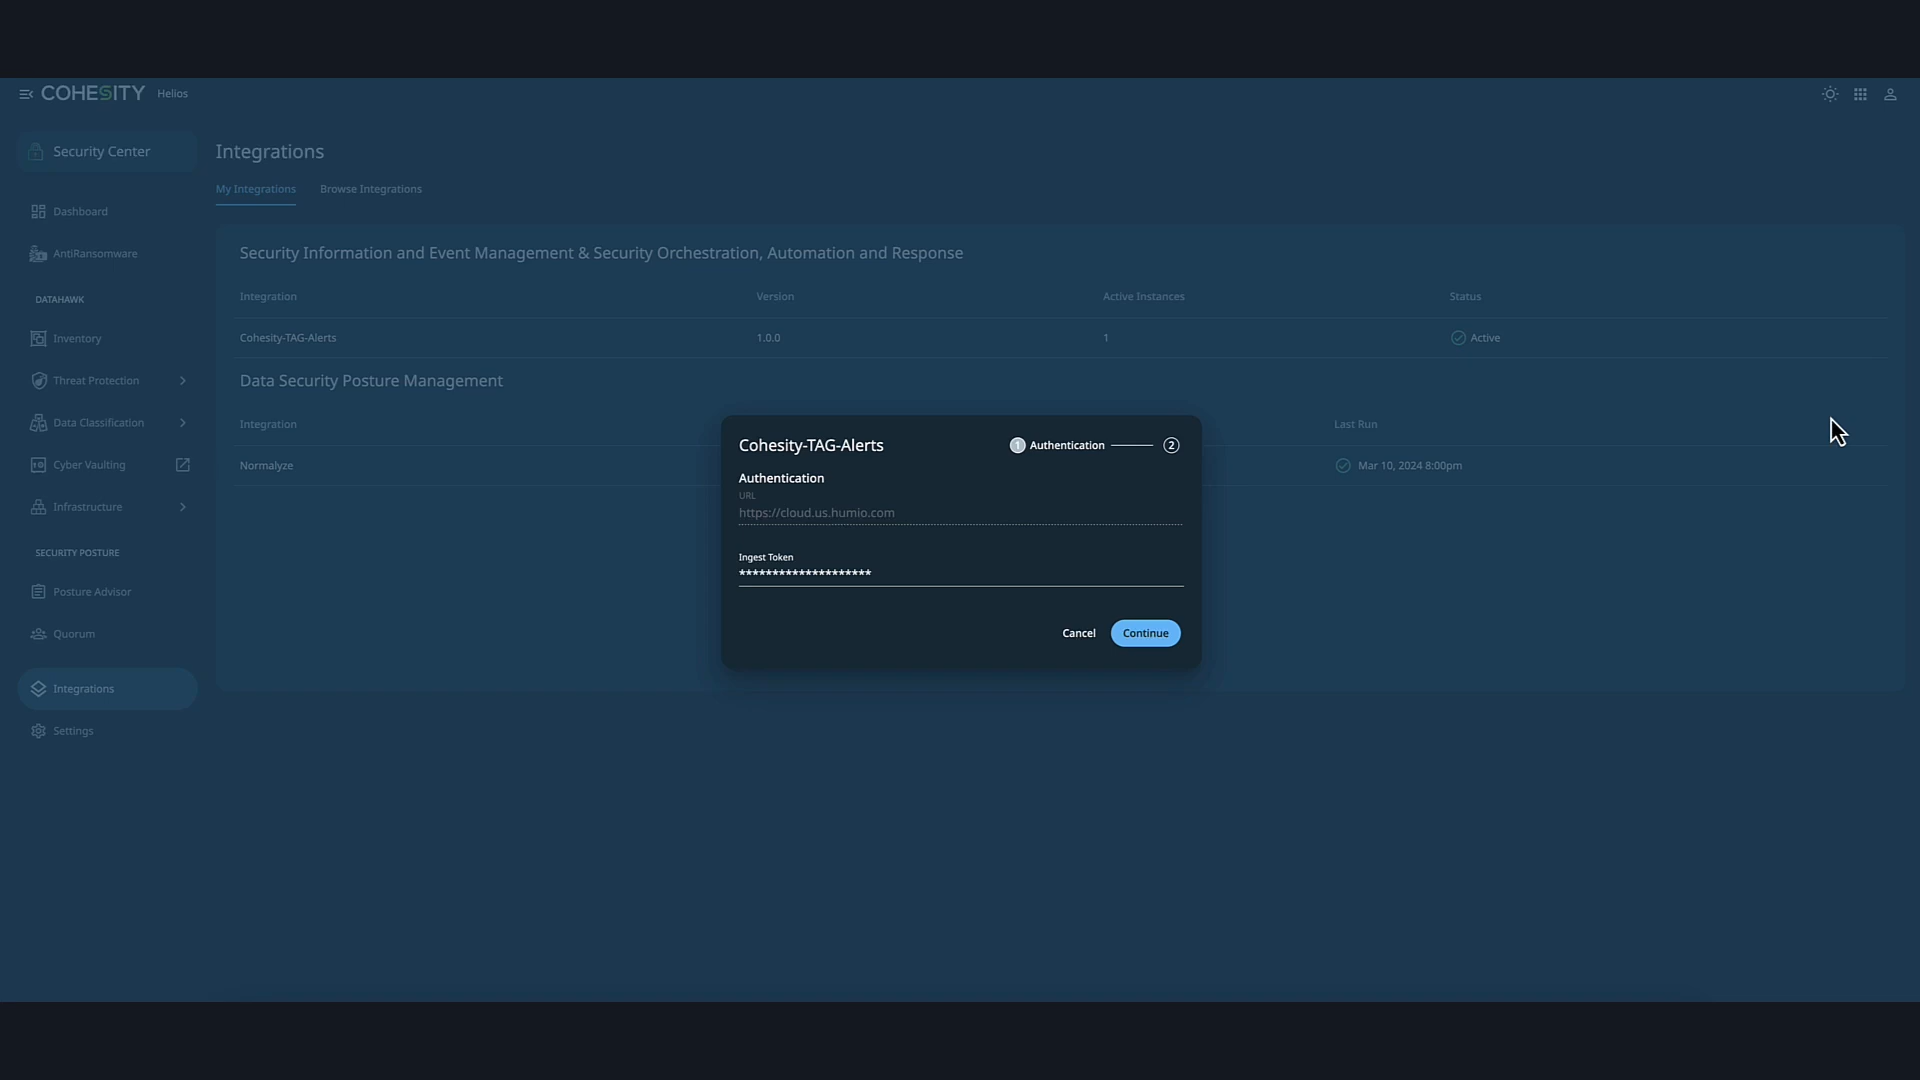 COHESITY Helios
Security Center
Dashboard
AntiRansomware
DATAHAWK
Inventory
Threat Protection
Data Classification
Cyber Vaulting
Infrastructure
SECURITY POSTURE
Posture Advisor
Quorum
Integrations
Settings
Integrations
My Integrations Browse Integrations
Security Information and Event Management & Security Orchestration, Automation and Response
Integration Version Active Instances Status
Cohesity-TAG-Alerts 1.0.0 1 Active
Data Security Posture Management
Integration Last Run
Normalyze Mar 10, 2024 8:00pm
Cohesity-TAG-Alerts 1 Authentication 2
Authentication
URL
https://cloud.us.humio.com
Ingest Token
********************
Cancel Continue